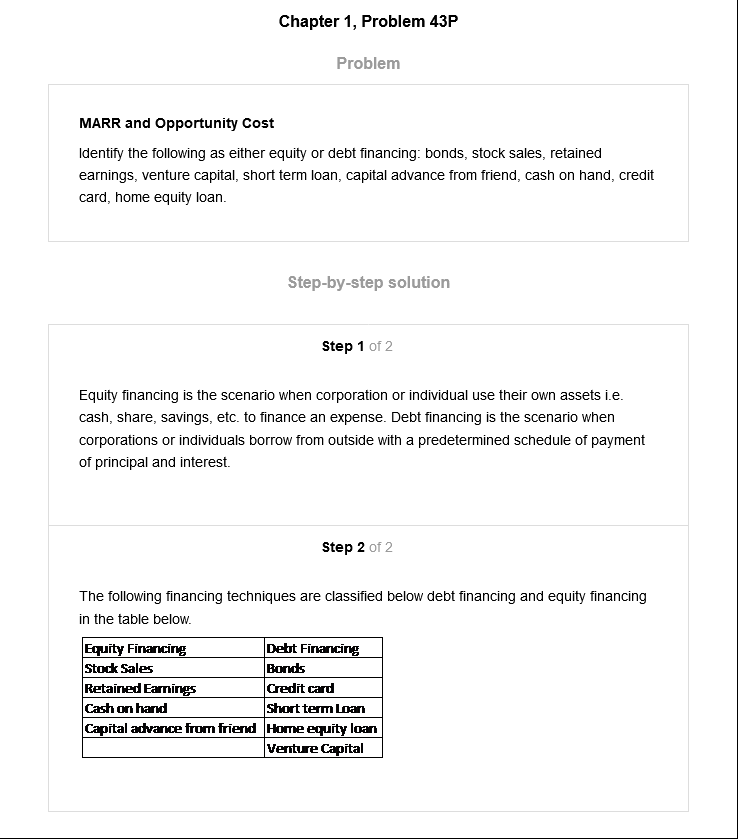 Chapter 1, Problem 43P
Problem
MARR and Opportunity Cost
Identify the following as either equity or debt financing: bonds, stock sales, retained
earnings, venture capital, short term loan, capital advance from friend, cash on hand, credit
card, home equity loan.
Step-by-step solution
Step 1 of 2
Equity financing is the scenario when corporation or individual use their own assets i.e.
cash, share, savings, etc. to finance an expense. Debt financing is the scenario when
corporations or individuals borrow from outside with a predetermined schedule of payment
of principal and interest.
Step 2 of 2
The following financing techniques are classified below debt financing and equity financing
in the table below.
Equity Financing Debt Financing
Stock Sales Bonds
Retained Earnings Credit card
Cash on hand Short term Loan
Capital advance from friend Home equity loan
Venture Capital